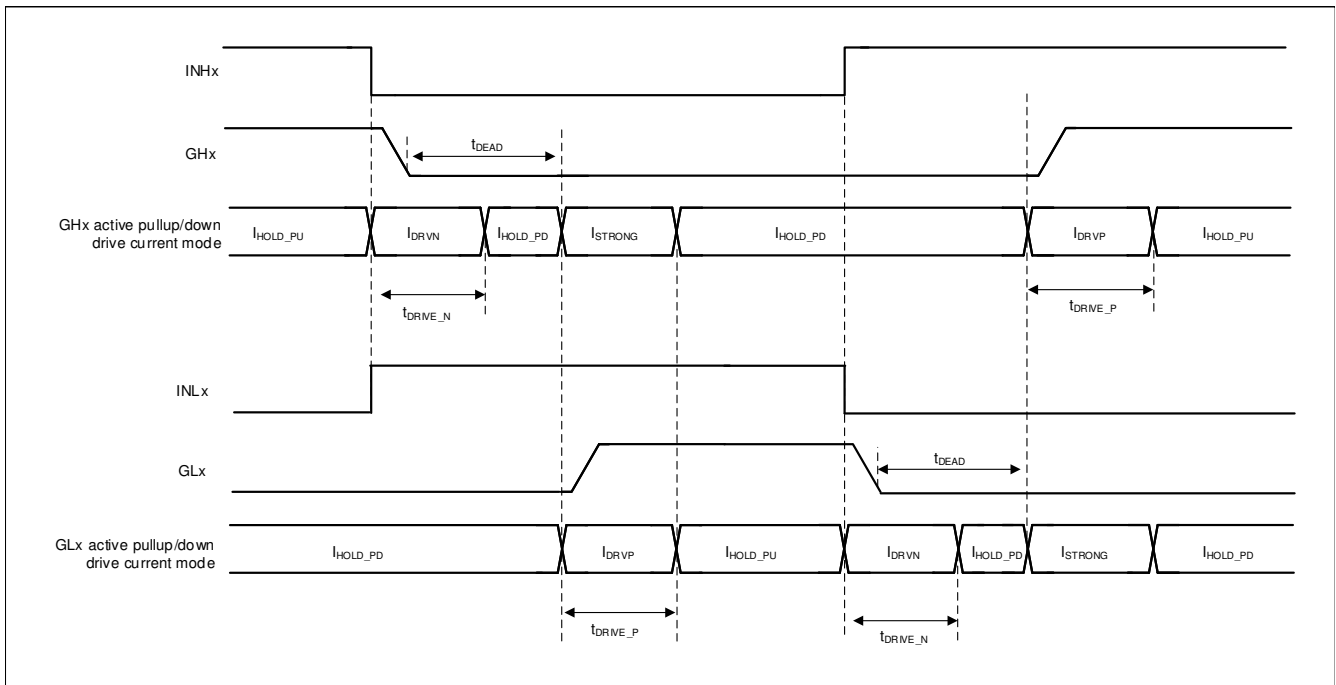 INHx
GHx
tDEAD
GHx active pullup/down
drive current mode
IHOLD_PU
IDRVN
IHOLD_PD
ISTRONG
IHOLD_PD
IDRVP
IHOLD_PU
tDRIVE_N
tDRIVE_P
INLx
GLx
tDEAD
GLx active pullup/down
drive current mode
IHOLD_PD
IDRVP
IHOLD_PU
IDRVN
IHOLD_PD
ISTRONG
IHOLD_PD
tDRIVE_P
tDRIVE_N